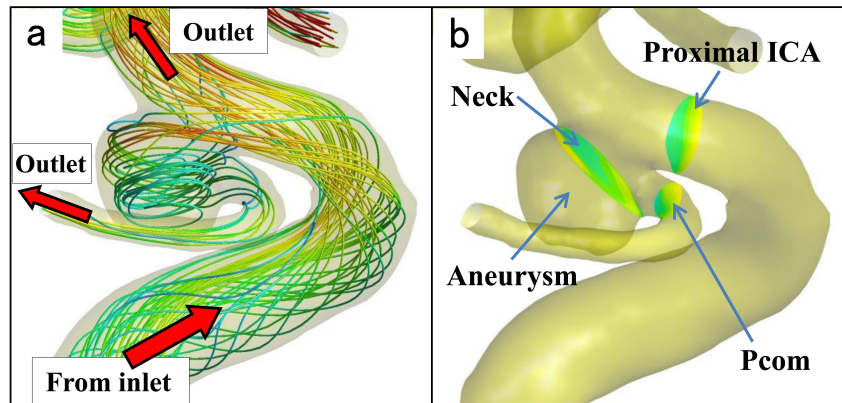 a
Outlet
Outlet
From inlet
b
Proximal ICA
Neck
Aneurysm
Pcom